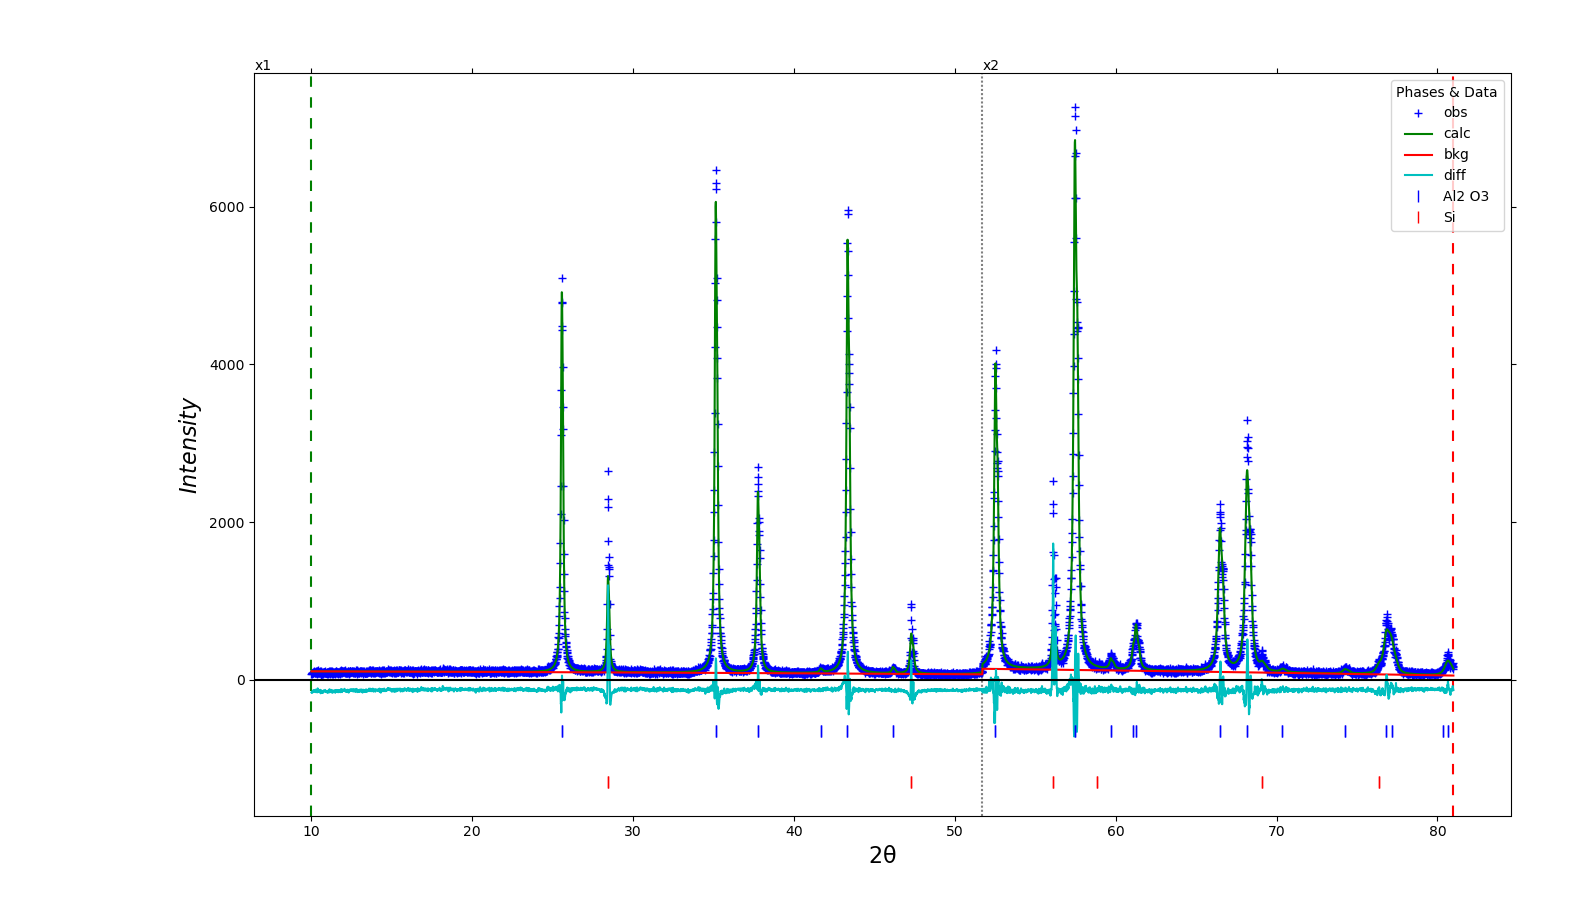 x1
x2
Phases & Data
obs
calc
bkg
diff
Al2 O3
Si
6000
4000
2000
0
Intensity
10
20
30
40
50
60
70
80
2θ